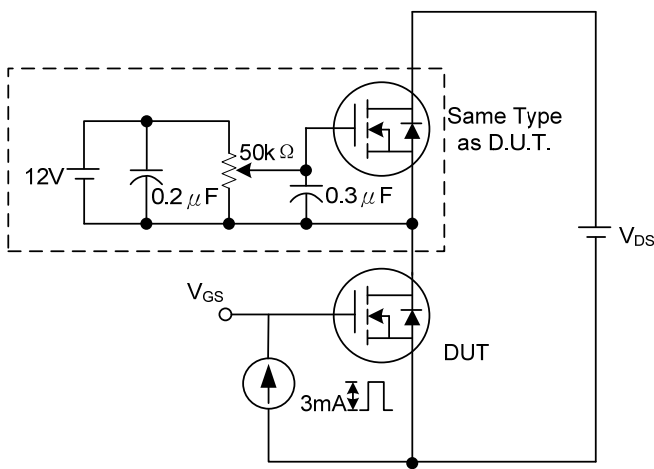 Same Type
as D.U.T.
50kΩ
12V
0.2μF
0.3μF
V_DS
V_GS
DUT
3mA